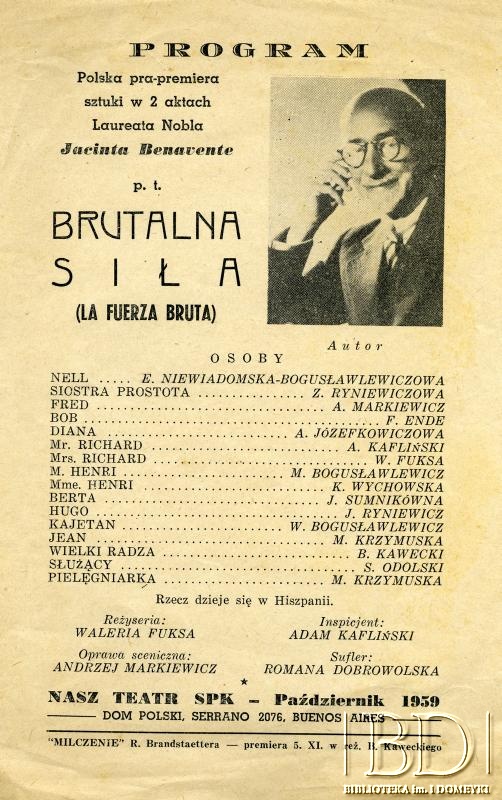 PROGRAM
Polska pra-premiera
sztuki w 2 aktach
Laureata Nobla
Jacinta Benavente
p. t.
BRUTALNA
SIŁA
(LA FUERZA BRUTA)
Autor
OSOBY
NELL ..... E. NIEWIADOMSKA-BOGUSŁAWLEWICZOWA
SIOSTRA PROSTOTA ................ Z. RYNIEWICZOWA
FRED ............................ A. MARKIEWICZ
BOB ............................. F. ENDE
DIANA ........................... A. JÓZEFKOWICZOWA
Mr. RICHARD ..................... A. KAFLIŃSKI
Mrs. RICHARD .................... W. FUKSA
M. HENRI ........................ M. BOGUSŁAWLEWICZ
Mme. HENRI ...................... K. WYCHOWSKA
BERTA ........................... J. SUMNIKÓWNA
HUGO ............................ J. RYNIEWICZ
KAJETAN ......................... W. BOGUSŁAWLEWICZ
JEAN ............................ M. KRZYMUSKA
WIELKI RADZA .................... B. KAWECKI
SŁUŻĄCY ......................... S. ODOLSKI
PIELĘGNIARKA .................... M. KRZYMUSKA
Rzecz dzieje się w Hiszpanii.
Reżyseria:
WALERIA FUKSA
Inspicjent:
ADAM KAFLIŃSKI
Oprawa sceniczna:
ANDRZEJ MARKIEWICZ
Sufler:
ROMANA DOBROWOLSKA
NASZ TEATR SPK – Październik 1959
DOM POLSKI, SERRANO 2076, BUENOS AIRES
"MILCZENIE" R. Brandstaettera — premiera 5. XI. w reż. B. Kaweckiego
BD
BIBLIOTEKA im. I DOMEYKI